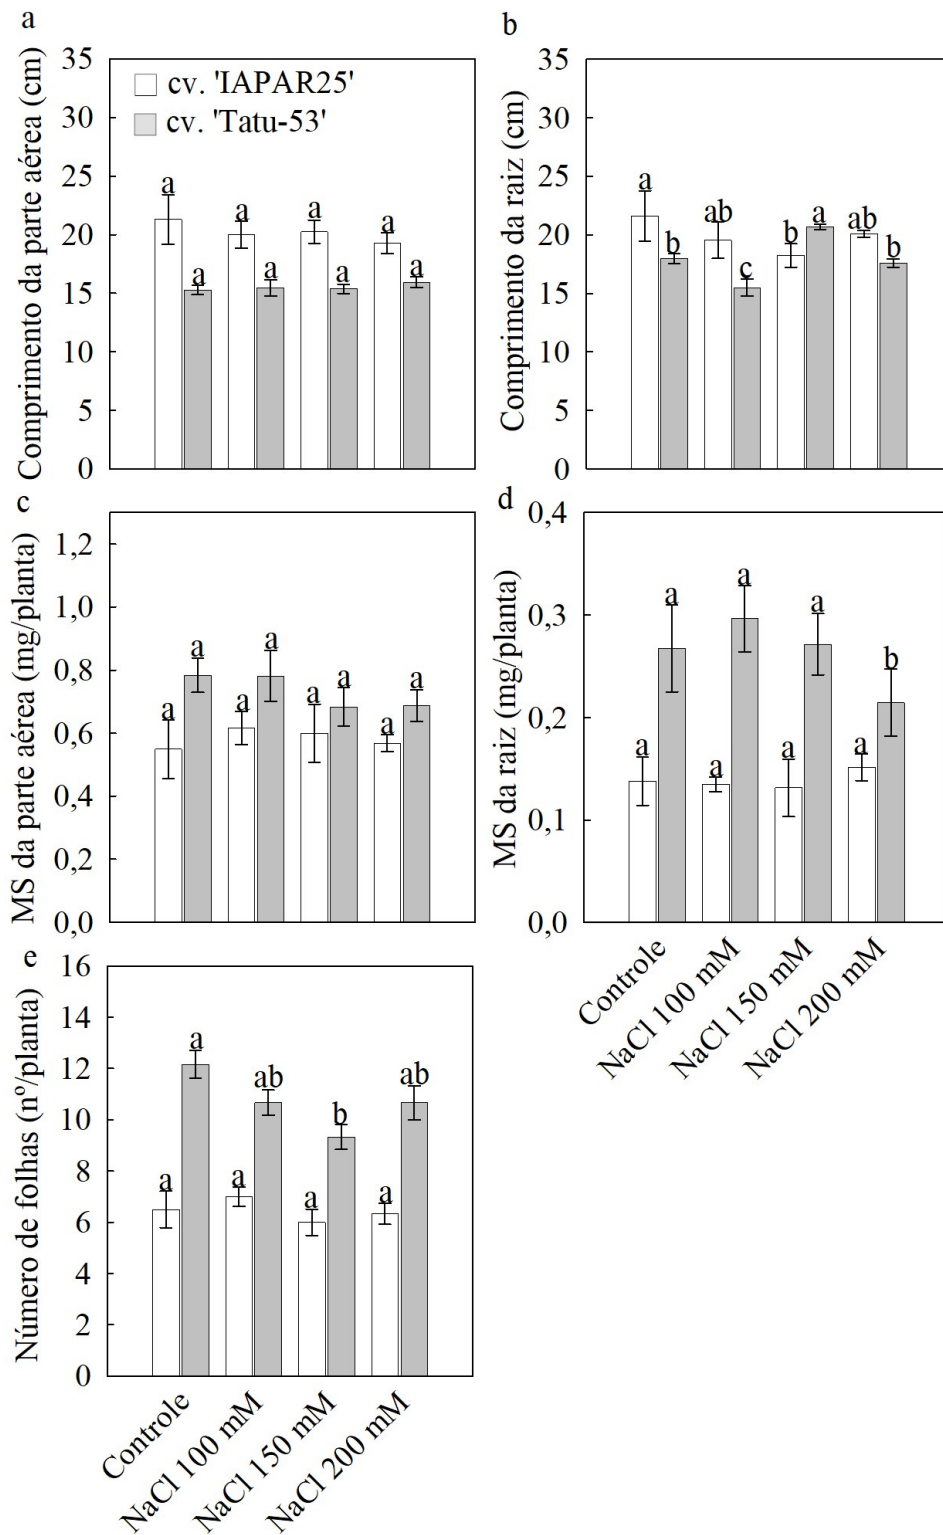 a
Comprimento da parte aérea (cm)
35
30
25
20
15
10
5
0
cv. 'IAPAR25'
cv. 'Tatu-53'
a
a
a
a
a
a
a
a
b
Comprimento da raiz (cm)
35
30
25
20
15
10
5
0
a
b
ab
c
b
a
ab
b
c
MS da parte aérea (mg/planta)
1,2
1,0
0,8
0,6
0,4
0,2
0,0
a
a
a
a
a
a
a
a
d
MS da raiz (mg/planta)
0,4
0,3
0,2
0,1
0,0
a
a
a
a
a
a
a
b
Controle
NaCl 100 mM
NaCl 150 mM
NaCl 200 mM
e
Número de folhas (nº/planta)
16
14
12
10
8
6
4
2
0
a
a
a
ab
a
b
a
ab
Controle
NaCl 100 mM
NaCl 150 mM
NaCl 200 mM